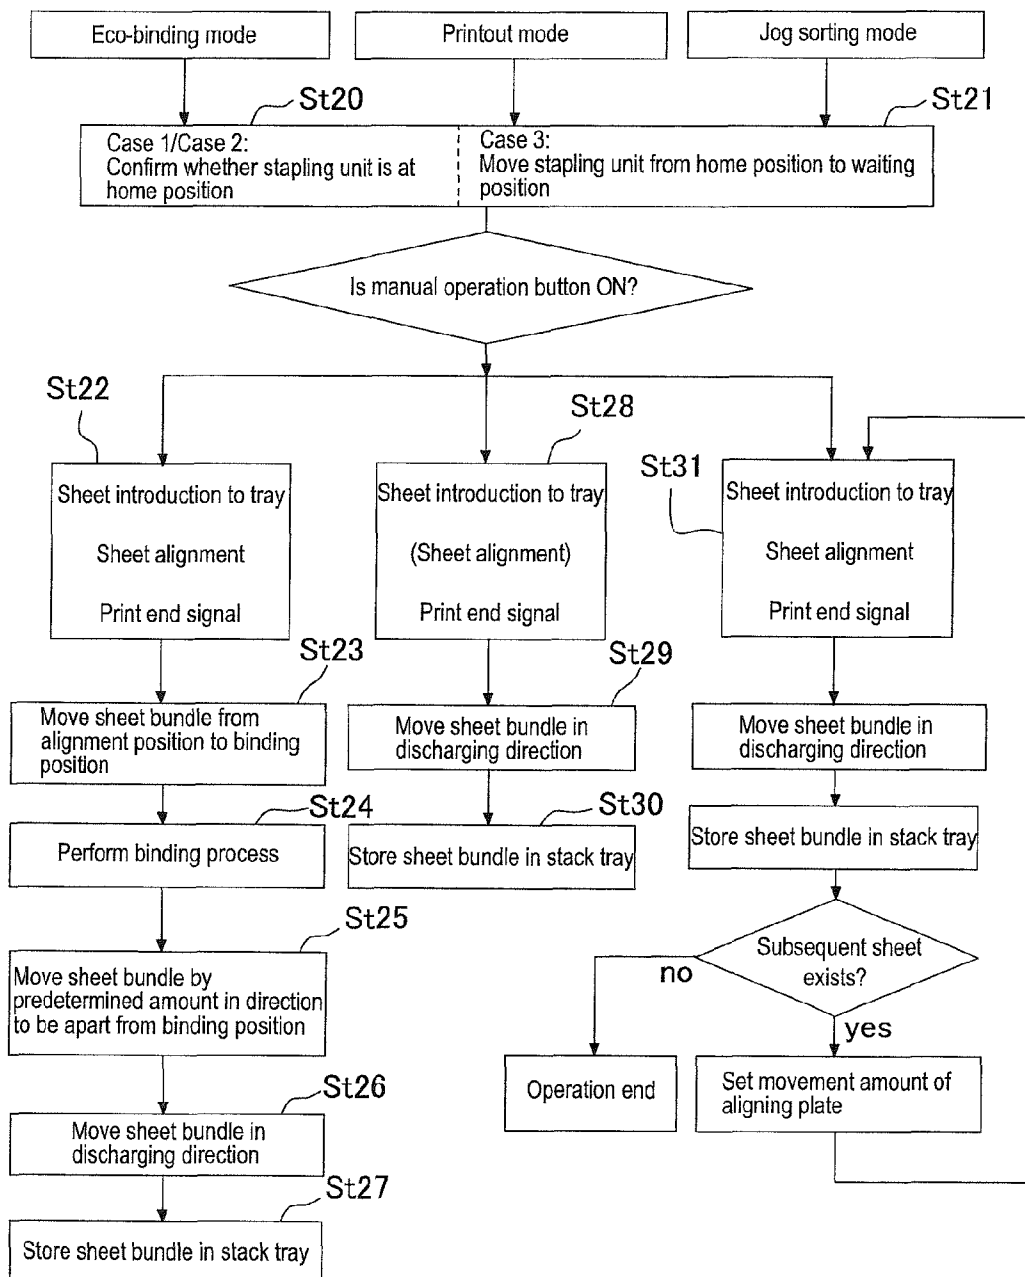 Eco-binding mode
Printout mode
Jog sorting mode
St20
St21
Case 1/Case 2:
Confirm whether stapling unit is at
home position
Case 3:
Move stapling unit from home position to waiting
position
Is manual operation button ON?
St22
Sheet introduction to tray
Sheet alignment
Print end signal
St28
Sheet introduction to tray
(Sheet alignment)
Print end signal
St31
Sheet introduction to tray
Sheet alignment
Print end signal
St23
Move sheet bundle from
alignment position to binding
position
St29
Move sheet bundle in
discharging direction
Move sheet bundle in
discharging direction
St24
Perform binding process
St30
Store sheet bundle in stack tray
Store sheet bundle in stack tray
St25
Move sheet bundle by
predetermined amount in direction
to be apart from binding position
Subsequent sheet
exists?
no
yes
Operation end
Set movement amount of
aligning plate
St26
Move sheet bundle in
discharging direction
St27
Store sheet bundle in stack tray